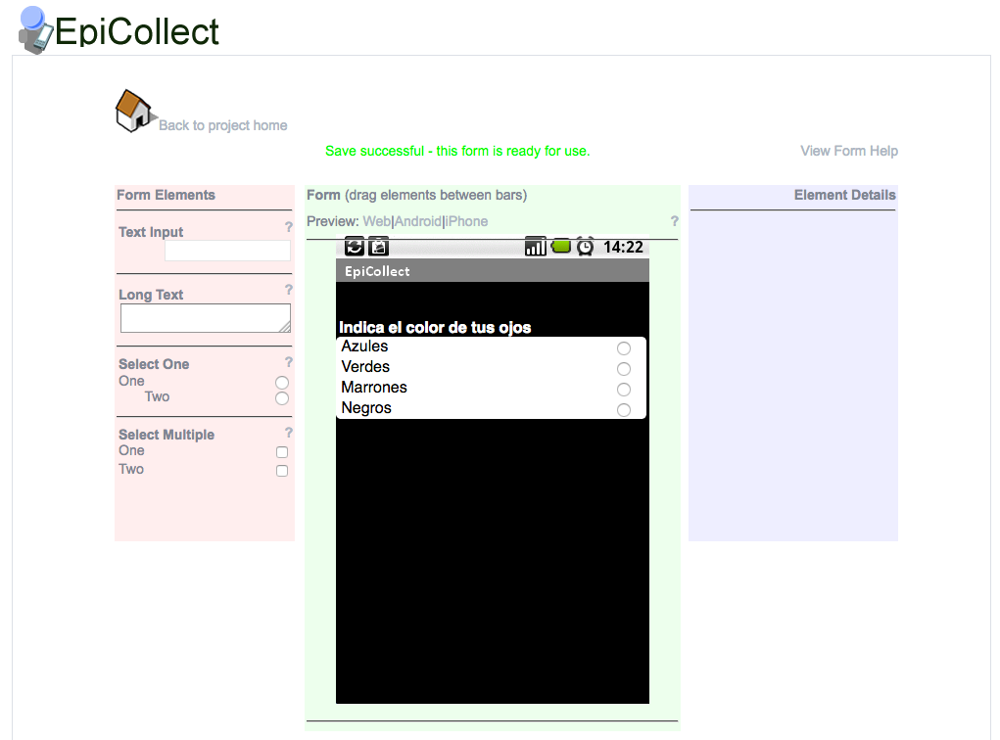 EpiCollect
Back to project home
Save successful - this form is ready for use.
View Form Help
Form Elements
Text Input ?
Long Text ?
Select One ?
One
Two
Select Multiple ?
One
Two
Form (drag elements between bars)
Preview: Web|Android|iPhone ?
14:22
EpiCollect
Indica el color de tus ojos
Azules
Verdes
Marrones
Negros
Element Details